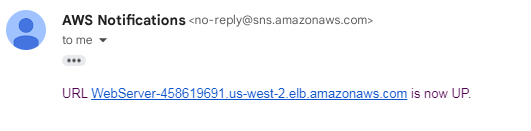 AWS Notifications <no-reply@sns.amazonaws.com>
to me
URL WebServer-458619691.us-west-2.elb.amazonaws.com is now UP.